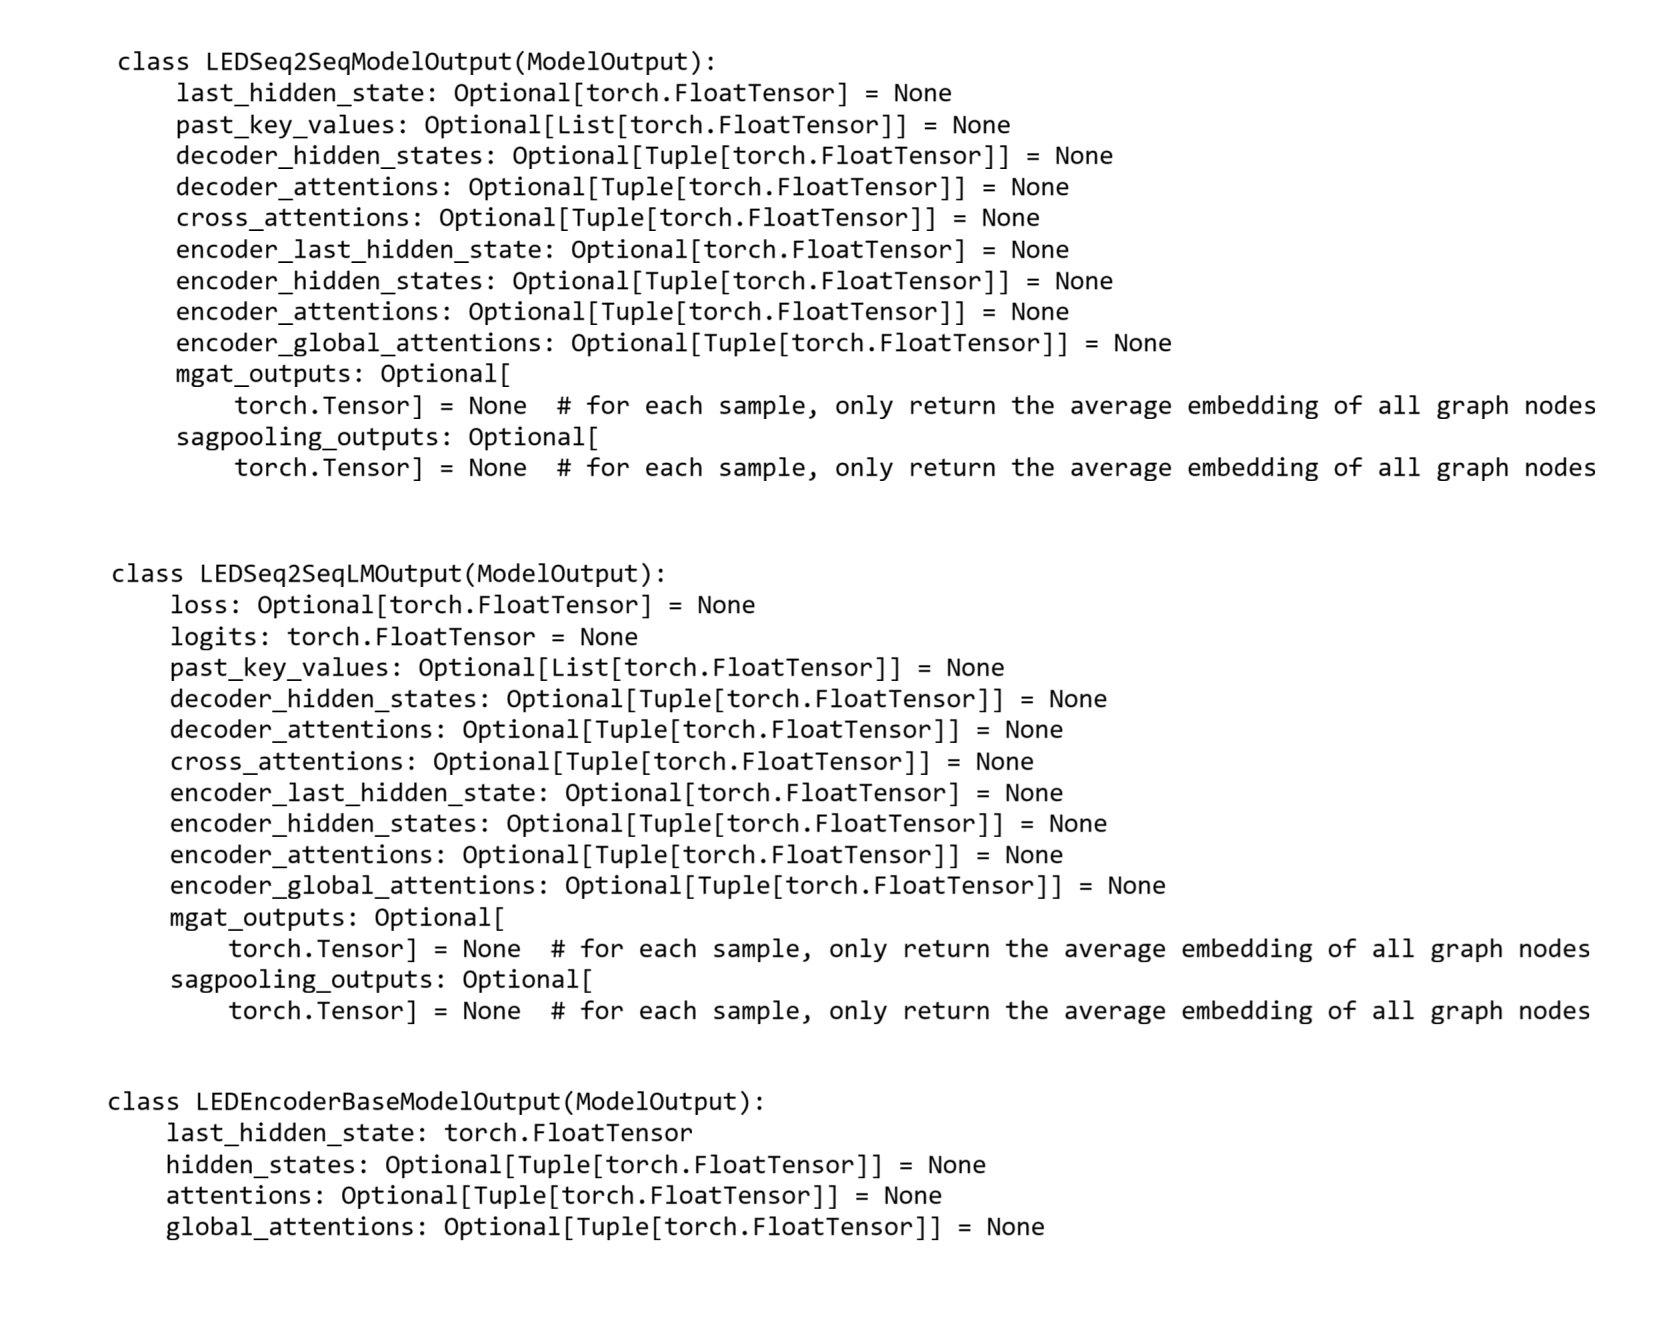 class LEDSeq2SeqModelOutput(ModelOutput):
    last_hidden_state: Optional[torch.FloatTensor] = None
    past_key_values: Optional[List[torch.FloatTensor]] = None
    decoder_hidden_states: Optional[Tuple[torch.FloatTensor]] = None
    decoder_attentions: Optional[Tuple[torch.FloatTensor]] = None
    cross_attentions: Optional[Tuple[torch.FloatTensor]] = None
    encoder_last_hidden_state: Optional[torch.FloatTensor] = None
    encoder_hidden_states: Optional[Tuple[torch.FloatTensor]] = None
    encoder_attentions: Optional[Tuple[torch.FloatTensor]] = None
    encoder_global_attentions: Optional[Tuple[torch.FloatTensor]] = None
    mgat_outputs: Optional[
        torch.Tensor] = None  # for each sample, only return the average embedding of all graph nodes
    sagpooling_outputs: Optional[
        torch.Tensor] = None  # for each sample, only return the average embedding of all graph nodes
class LEDSeq2SeqLMOutput(ModelOutput):
    loss: Optional[torch.FloatTensor] = None
    logits: torch.FloatTensor = None
    past_key_values: Optional[List[torch.FloatTensor]] = None
    decoder_hidden_states: Optional[Tuple[torch.FloatTensor]] = None
    decoder_attentions: Optional[Tuple[torch.FloatTensor]] = None
    cross_attentions: Optional[Tuple[torch.FloatTensor]] = None
    encoder_last_hidden_state: Optional[torch.FloatTensor] = None
    encoder_hidden_states: Optional[Tuple[torch.FloatTensor]] = None
    encoder_attentions: Optional[Tuple[torch.FloatTensor]] = None
    encoder_global_attentions: Optional[Tuple[torch.FloatTensor]] = None
    mgat_outputs: Optional[
        torch.Tensor] = None  # for each sample, only return the average embedding of all graph nodes
    sagpooling_outputs: Optional[
        torch.Tensor] = None  # for each sample, only return the average embedding of all graph nodes
class LEDEncoderBaseModelOutput(ModelOutput):
    last_hidden_state: torch.FloatTensor
    hidden_states: Optional[Tuple[torch.FloatTensor]] = None
    attentions: Optional[Tuple[torch.FloatTensor]] = None
    global_attentions: Optional[Tuple[torch.FloatTensor]] = None